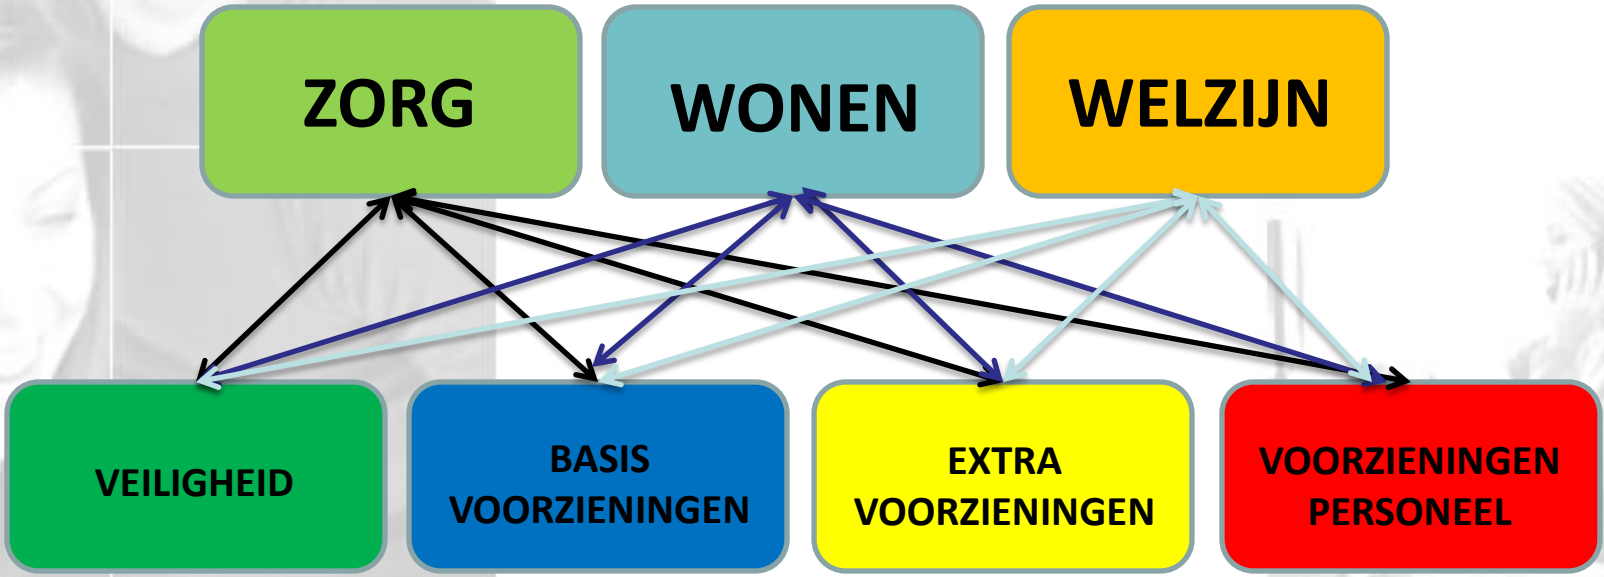 ZORG
WONEN
WELZIJN
VEILIGHEID
BASIS
VOORZIENINGEN
EXTRA
VOORZIENINGEN
VOORZIENINGEN
PERSONEEL